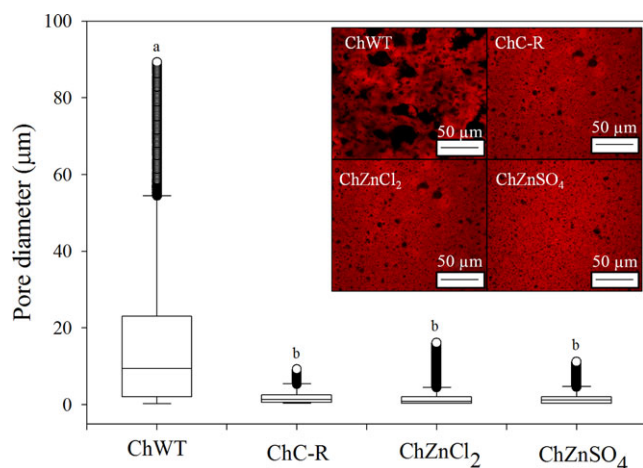 100
80
60
40
20
0
Pore diameter (µm)
a
b
b
b
ChWT
ChC-R
ChZnCl₂
ChZnSO₄
ChWT
50 µm
ChC-R
50 µm
ChZnCl₂
50 µm
ChZnSO₄
50 µm